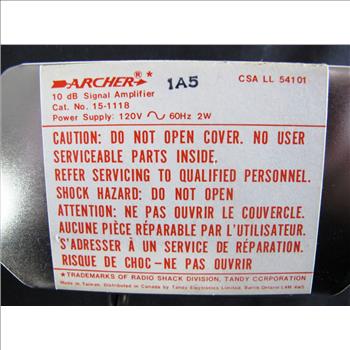 ARCHER®* 1A5 CSA LL 54101
10 dB Signal Amplifier
Cat. No. 15-1118
Power Supply: 120V ∿ 60Hz 2W
CAUTION: DO NOT OPEN COVER. NO USER
SERVICEABLE PARTS INSIDE.
REFER SERVICING TO QUALIFIED PERSONNEL.
SHOCK HAZARD: DO NOT OPEN
ATTENTION: NE PAS OUVRIR LE COUVERCLE.
AUCUNE PIÈCE RÉPARABLE PAR L'UTILISATEUR.
S'ADRESSER À UN SERVICE DE RÉPARATION.
RISQUE DE CHOC-NE PAS OUVRIR
*TRADEMARKS OF RADIO SHACK DIVISION, TANDY CORPORATION
Made in Taiwan, Distributed in Canada by Tandy Electronics Limited, Barrie Ontario L4M 4W5